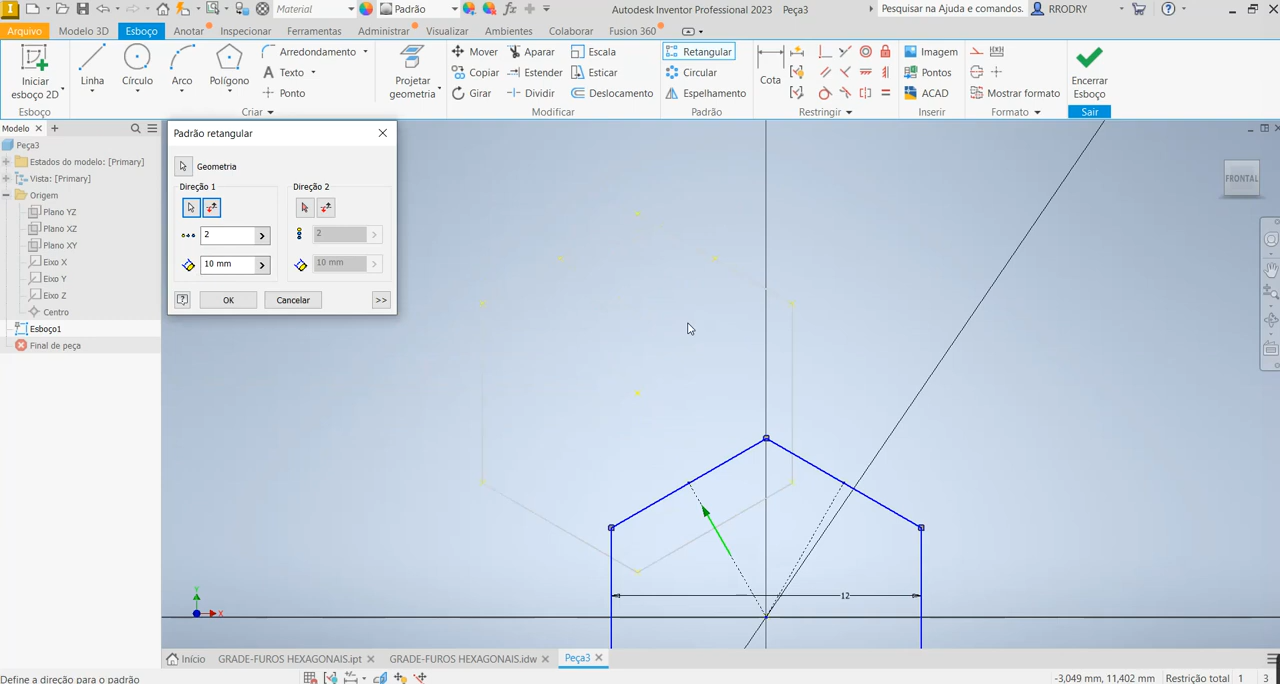 Material
Padrão
fx
Autodesk Inventor Professional 2023 Peça3
Pesquisar na Ajuda e comandos.
RRODRY
Arquivo Modelo 3D Esboço Anotar Inspecionar Ferramentas Administrar Visualizar Ambientes Colaborar Fusion 360
Iniciar
esboço 2D
Esboço
Linha
Círculo
Arco
Polígono
Arredondamento
Texto
Ponto
Criar
Projetar
geometria
Mover
Copiar
Girar
Aparar
Estender
Dividir
Escala
Esticar
Deslocamento
Modificar
Retangular
Circular
Espelhamento
Padrão
Cota
Restringir
Imagem
Pontos
ACAD
Inserir
Mostrar formato
Formato
Encerrar
Esboço
Sair
Modelo
Peça3
Estados do modelo: [Primary]
Vista: [Primary]
Origem
Plano YZ
Plano XZ
Plano XY
Eixo X
Eixo Y
Eixo Z
Centro
Esboço1
Final de peça
Padrão retangular
Geometria
Direção 1
Direção 2
2
2
10 mm
10 mm
OK
Cancelar
>>
FRONTAL
12
Y
X
Início
GRADE-FUROS HEXAGONAIS.ipt
GRADE-FUROS HEXAGONAIS.idw
Peça3
Define a direção para o padrão
-3,049 mm, 11,402 mm
Restrição total
1
3